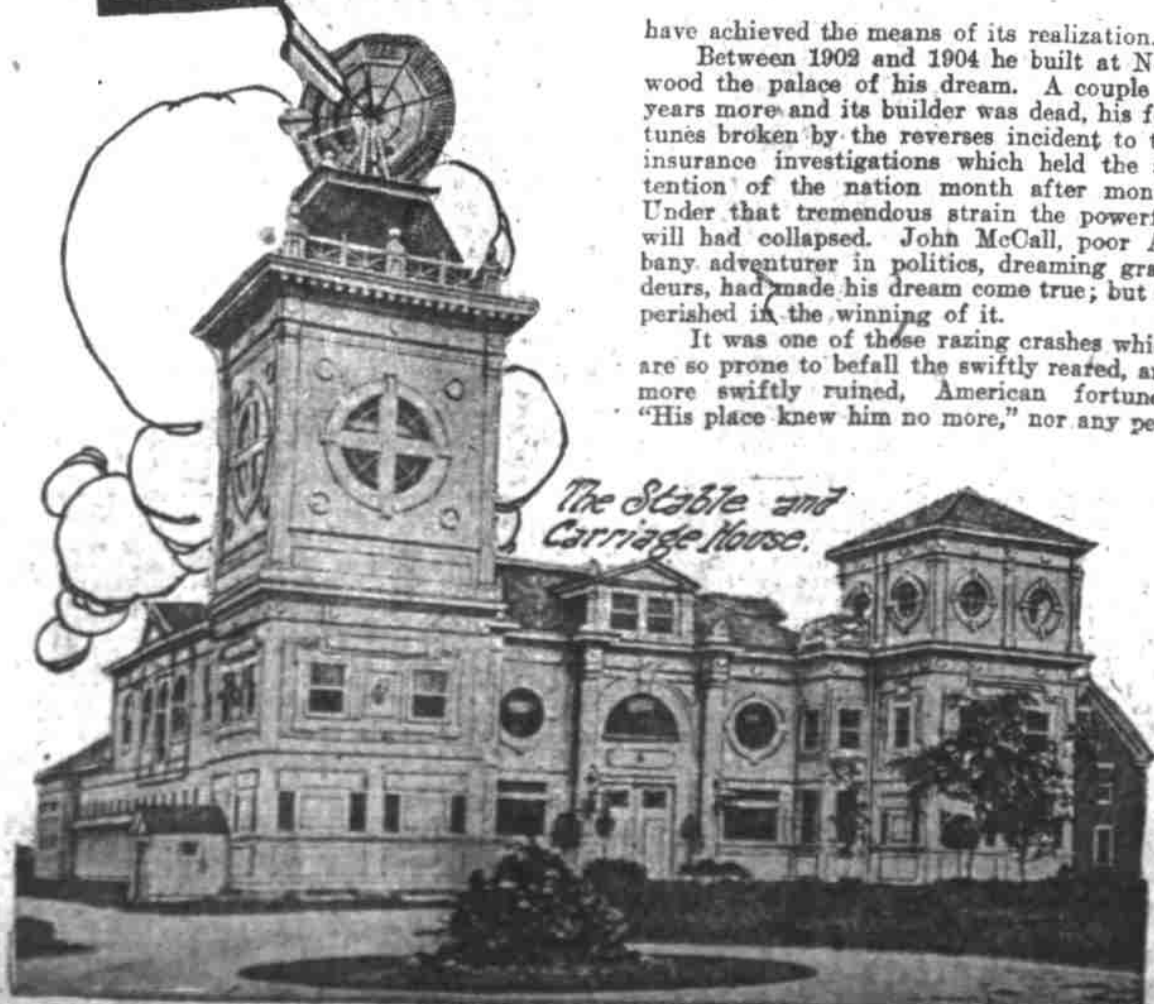 have achieved the means of its realization.
Between 1902 and 1904 he built at N
wood the palace of his dream. A couple
years more and its builder was dead, his f
tunes broken by the reverses incident to t
insurance investigations which held the
tention of the nation month after mon
Under that tremendous strain the powerf
will had collapsed. John McCall, poor A
bany adventurer in politics, dreaming gra
deurs, had made his dream come true; but
perished in the winning of it.
It was one of those razing crashes whi
are so prone to befall the swiftly reared, an
more swiftly ruined, American fortune
"His place knew him no more," nor any pe
The Stable and
Carriage House.